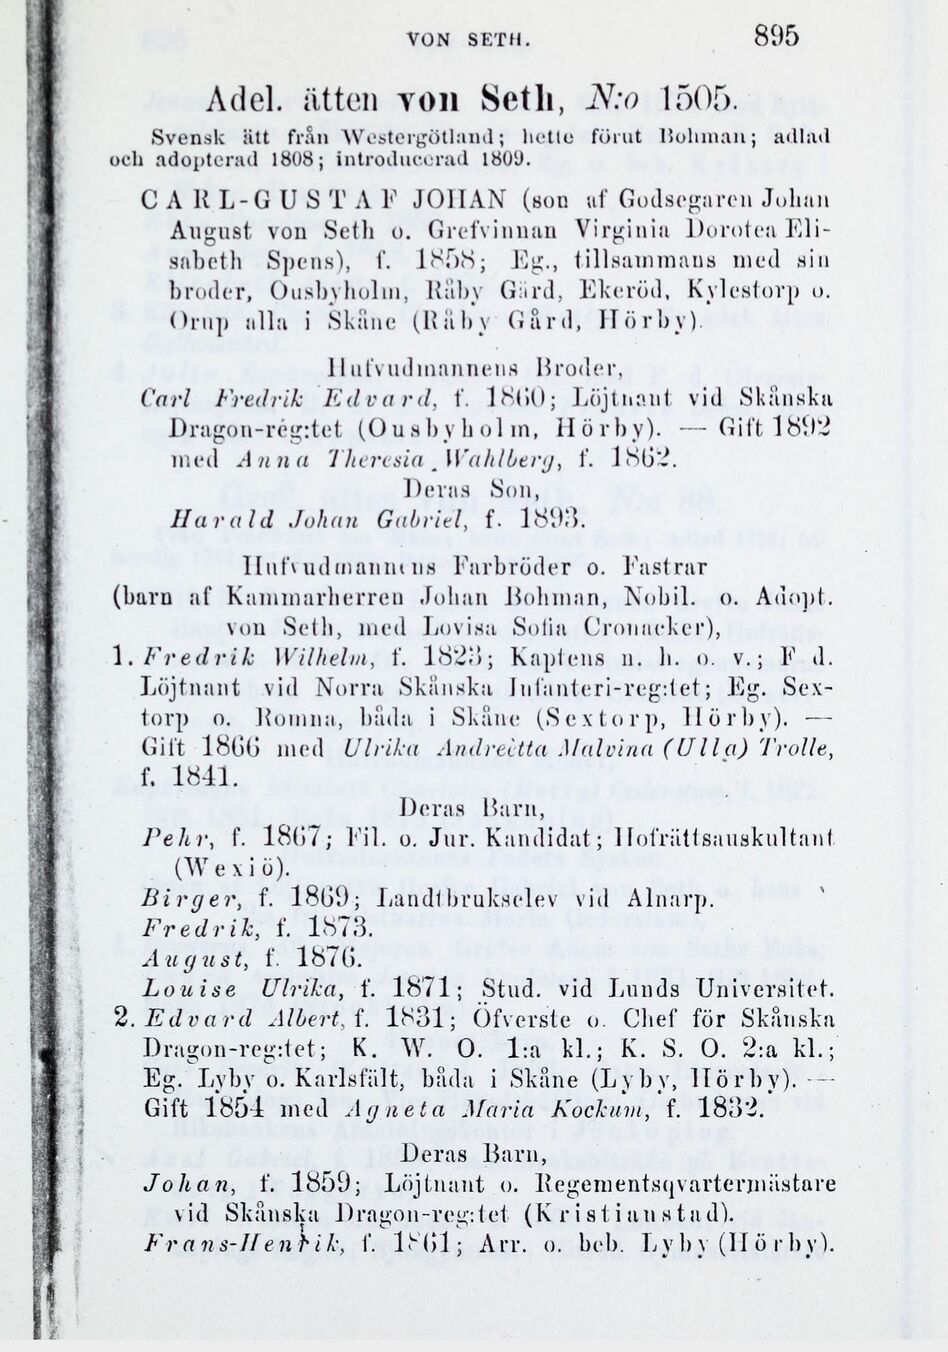 VON SETH. 895
Adel. ätten von Seth, N:o 1505.
Svensk ätt från Westergötland; hette förut Bohman; adlad
och adopterad 1808; introducerad 1809.
CARL-GUSTAF JOHAN (son af Godsegaren Johan
August von Seth o. Grefvinnan Virginia Dorotea Eli-
sabeth Spens), f. 1858; Eg., tillsammans med sin
broder, Ousbyholm, Råby Gård, Ekeröd, Kylestorp o.
Orup alla i Skåne (Råby Gård, Hörby).
Hufvudmannens Broder,
Carl Fredrik Edvard, f. 1860; Löjtnant vid Skånska
Dragon-reg:tet (Ousbyholm, Hörby). — Gift 1892
med Anna Theresia Wahlberg, f. 1862.
Deras Son,
Harald Johan Gabriel, f. 1893.
Hufvudmannens Farbröder o. Fastrar
(barn af Kammarherren Johan Bohman, Nobil. o. Adopt.
von Seth, med Lovisa Sofia Cronacker),
1. Fredrik Wilhelm, f. 1823; Kaptens n. h. o. v.; F. d.
Löjtnant vid Norra Skånska Infanteri-reg:tet; Eg. Sex-
torp o. Romna, båda i Skåne (Sextorp, Hörby). —
Gift 1866 med Ulrika Andreetta Malvina (Ulla) Trolle,
f. 1841.
Deras Barn,
Pehr, f. 1867; Fil. o. Jur. Kandidat; Hofrättsauskultant
(Wexiö).
Birger, f. 1869; Landtbrukselev vid Alnarp.
Fredrik, f. 1873.
August, f. 1876.
Louise Ulrika, f. 1871; Stud. vid Lunds Universitet.
2. Edvard Albert, f. 1831; Öfverste o. Chef för Skånska
Dragon-reg:tet; K. W. O. 1:a kl.; K. S. O. 2:a kl.;
Eg. Lyby o. Karlsfält, båda i Skåne (Lyby, Hörby). —
Gift 1854 med Agneta Maria Kockum, f. 1832.
Deras Barn,
Johan, f. 1859; Löjtnant o. Regementsqvartermästare
vid Skånska Dragon-reg:tet (Kristianstad).
Frans-Henrik, f. 1861; Arr. o. beb. Lyby (Hörby).